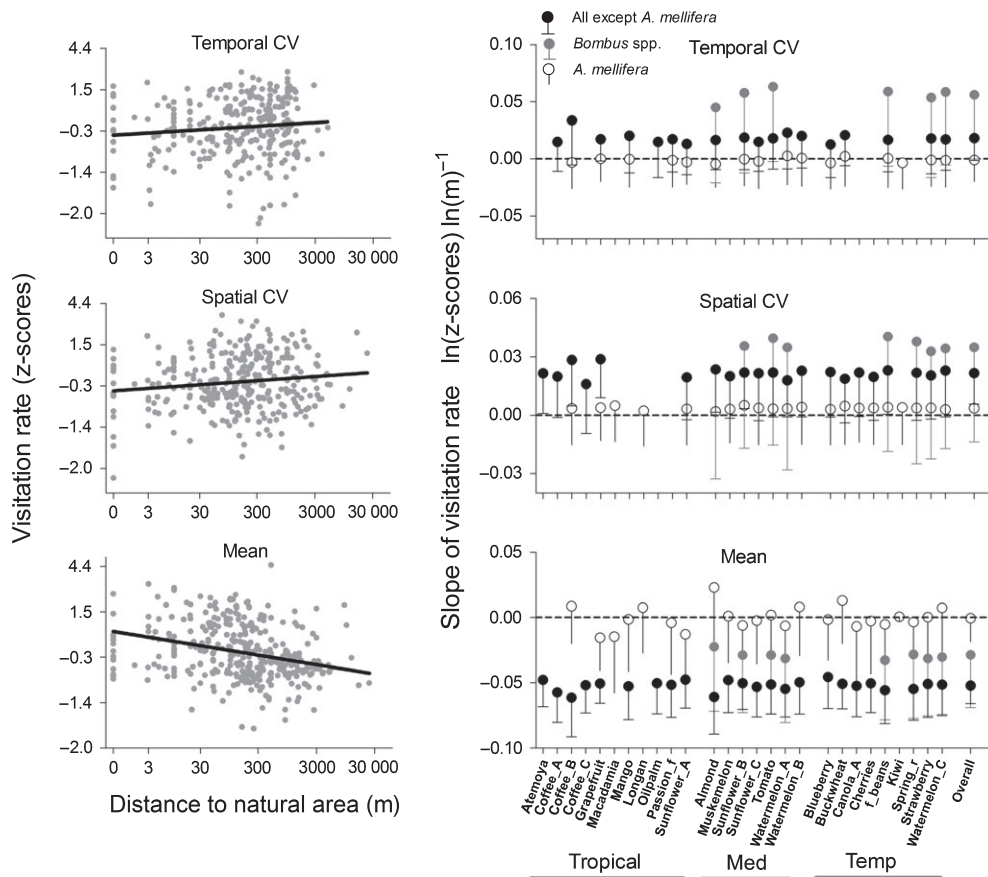 Temporal CV
4.4
1.5
–0.3
–1.4
–2.0
0 3 30 300 3000 30 000
Spatial CV
4.4
1.5
–0.3
–1.4
–2.0
0 3 30 300 3000 30 000
Mean
4.4
1.5
–0.3
–1.4
–2.0
0 3 30 300 3000 30 000
Visitation rate (z-scores)
Distance to natural area (m)
All except A. mellifera
Bombus spp.
A. mellifera
Temporal CV
0.10
0.05
0.00
–0.05
Spatial CV
0.06
0.03
0.00
–0.03
Mean
0.05
0.00
–0.05
–0.10
Slope of visitation rate ln(z-scores) ln(m)⁻¹
Atemoya
Coffee_A
Coffee_B
Coffee_C
Grapefruit
Macadamia
Mango
Longan
Oilpalm
Passion_f
Sunflower_A
Almond
Muskmelon
Sunflower_B
Sunflower_C
Tomato
Watermelon_A
Watermelon_B
Blueberry
Buckwheat
Canola_A
Cherries
f_beans
Kiwi
Spring_r
Strawberry
Watermelon_C
Overall
Tropical
Med
Temp